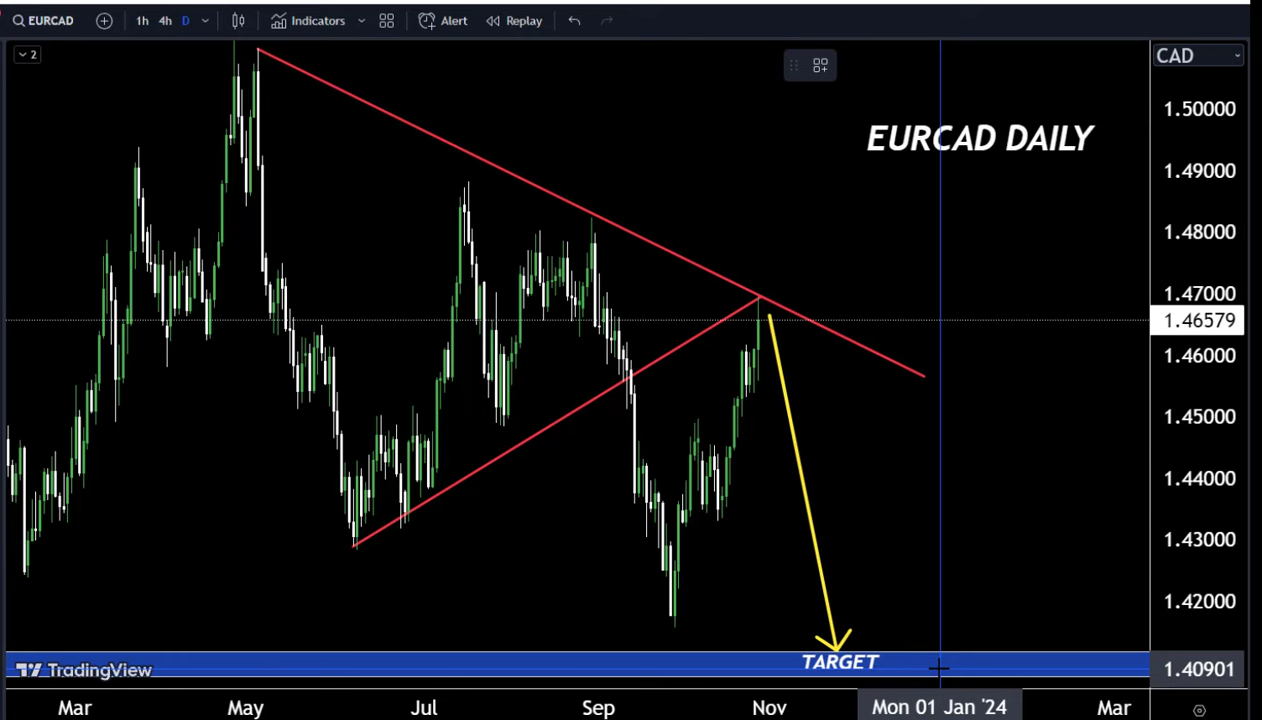 EURCAD 1h 4h D Indicators Alert Replay
2
CAD
EURCAD DAILY
1.50000
1.49000
1.48000
1.47000
1.46579
1.46000
1.45000
1.44000
1.43000
1.42000
TradingView
TARGET
1.40901
Mar May Jul Sep Nov Mon 01 Jan '24 Mar